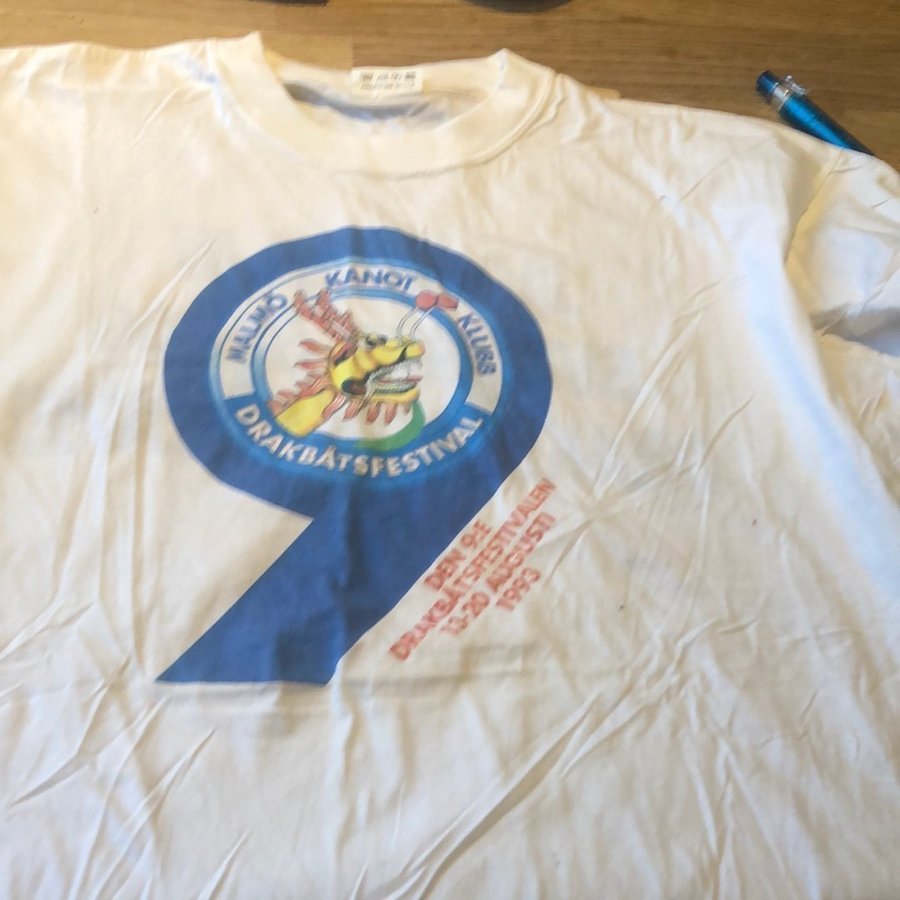 MALMÖ KANOT KLUBB
DRAKBÅTSFESTIVAL
DEN 9:E
DRAKBÅTSFESTIVALEN
13-20 AUGUSTI
1993